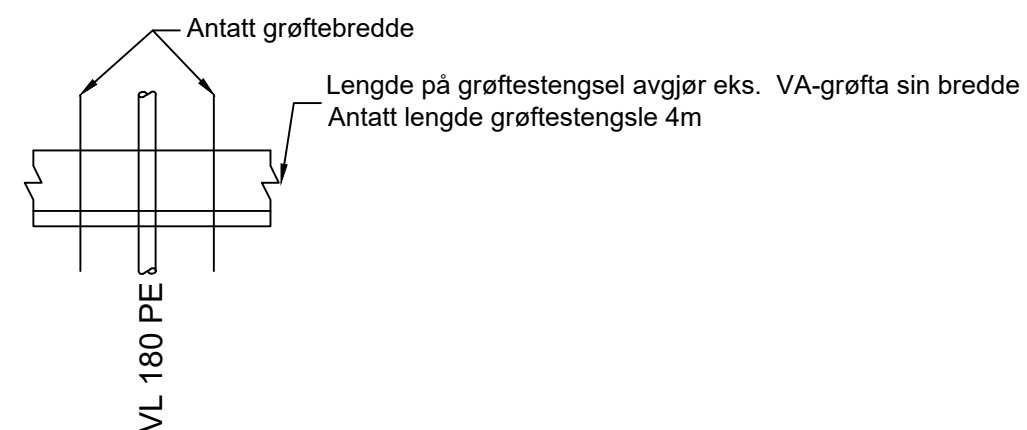 Antatt grøftebredde
Lengde på grøftestengsel avgjør eks. VA-grøfta sin bredde
Antatt lengde grøftestengsle 4m
VL 180 PE